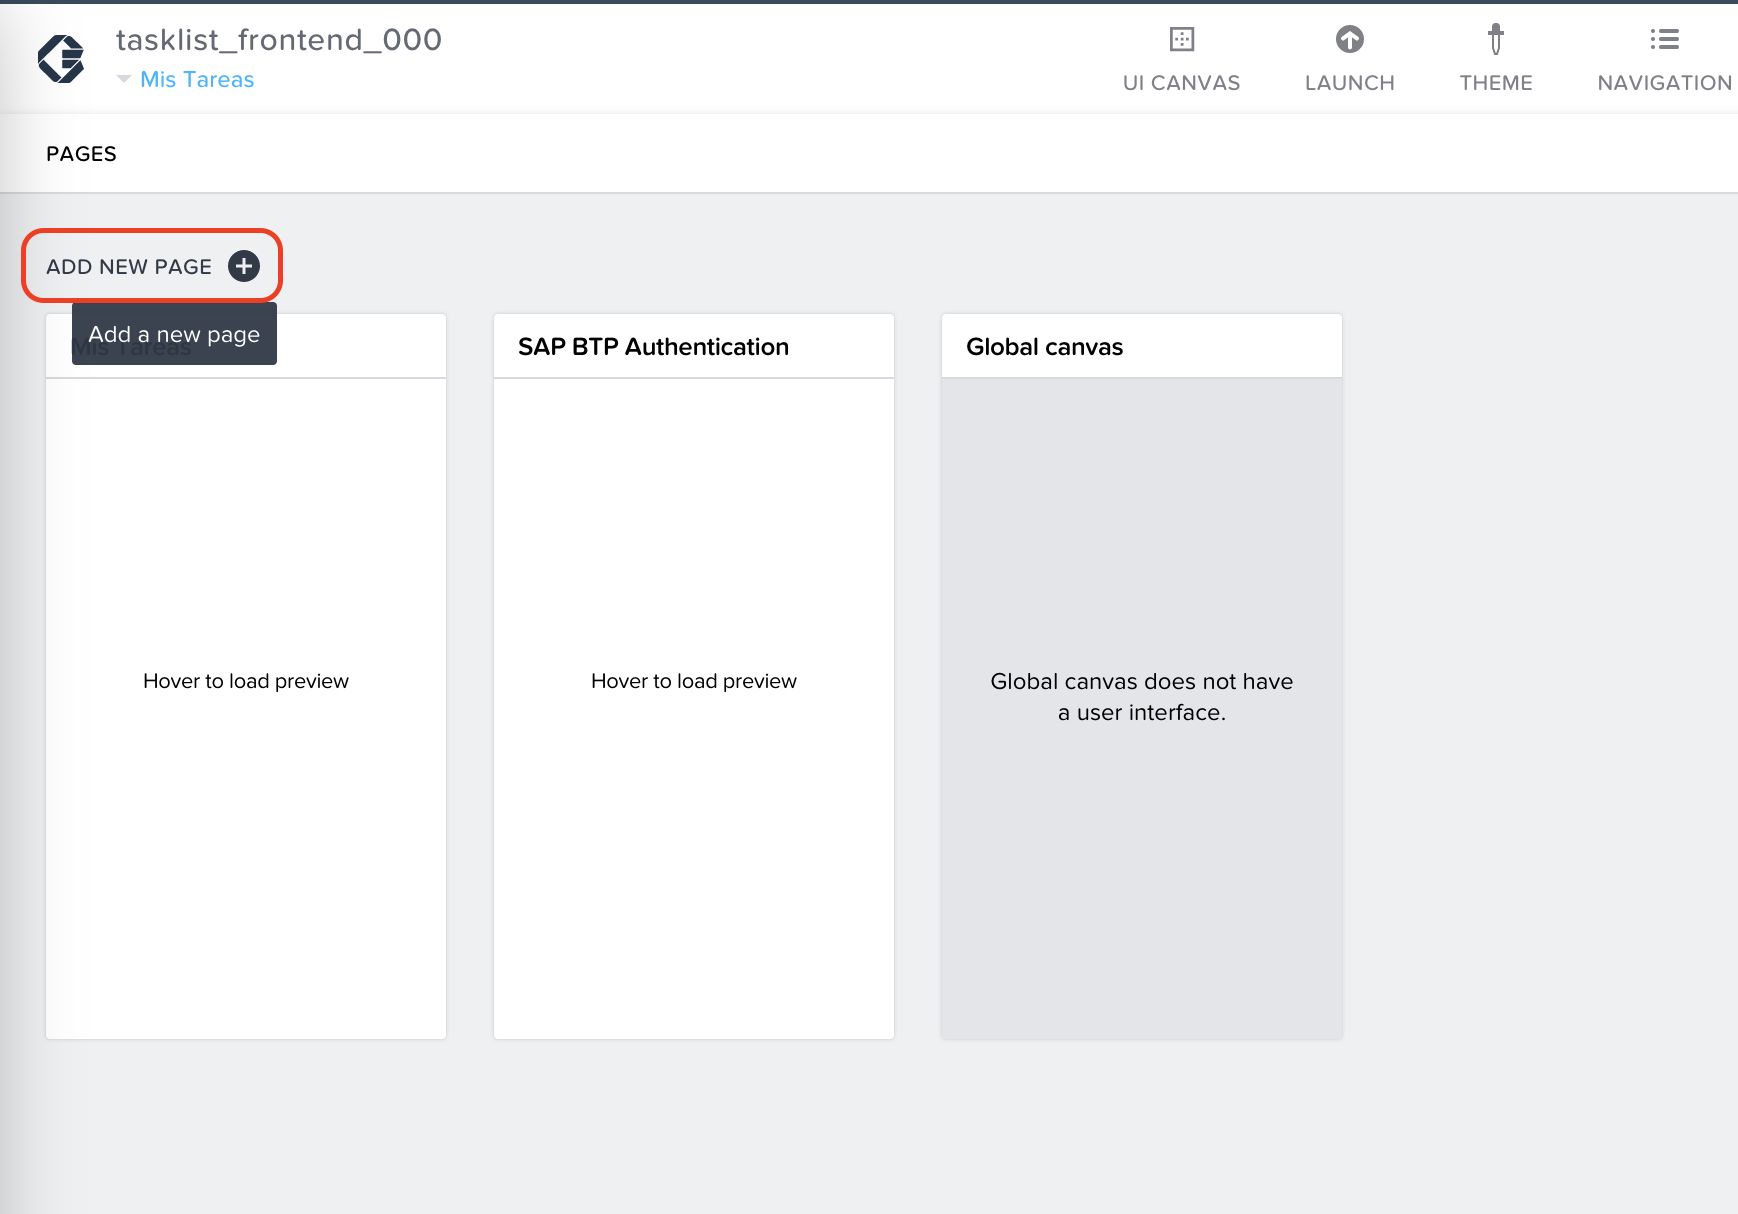 tasklist_frontend_000
Mis Tareas
UI CANVAS
LAUNCH
THEME
NAVIGATION
PAGES
ADD NEW PAGE
Add a new page
Mis Tareas
SAP BTP Authentication
Global canvas
Hover to load preview
Hover to load preview
Global canvas does not have
a user interface.